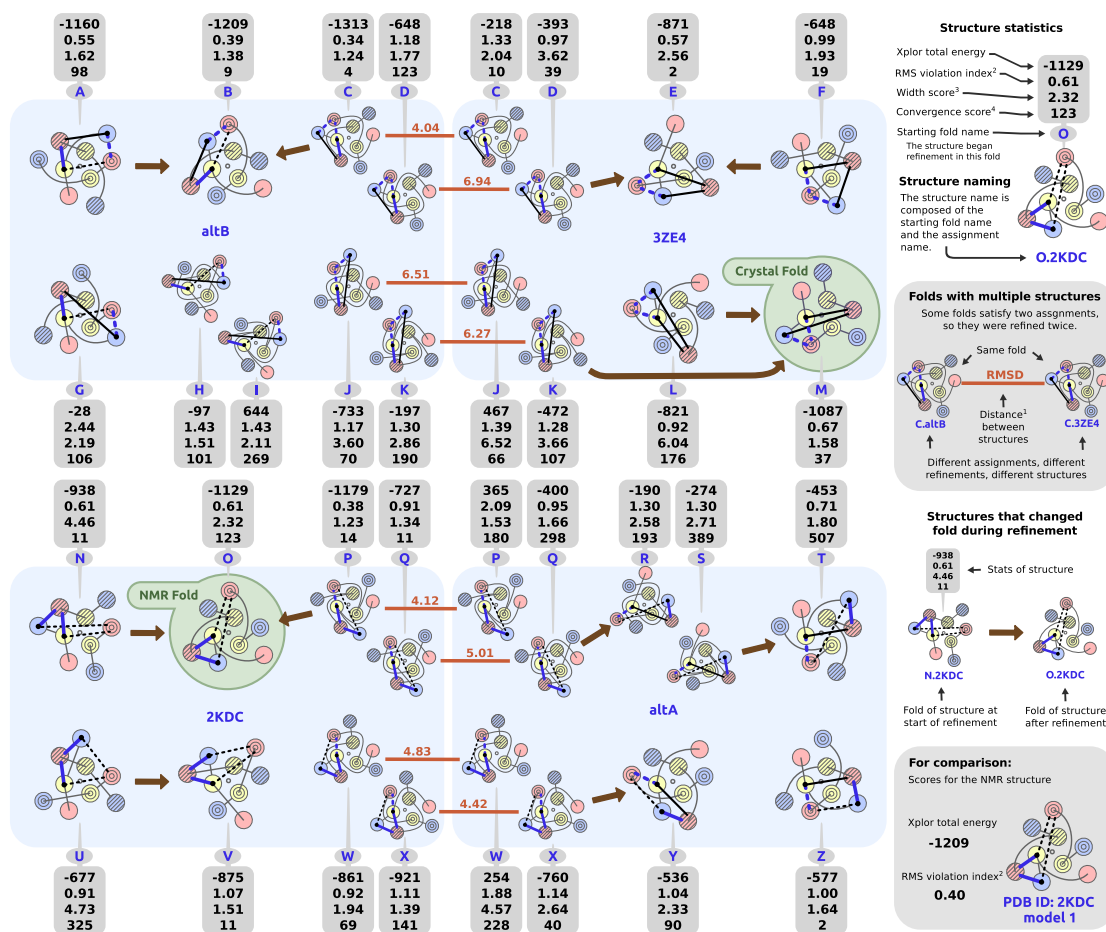 -1160
0.55
1.62
98
A
-1209
0.39
1.38
9
B
-1313
0.34
1.24
4
C
-648
1.18
1.77
123
D
-218
1.33
2.04
10
C
-393
0.97
3.62
39
D
-871
0.57
2.56
2
E
-648
0.99
1.93
19
F
4.04
6.94
altB
3ZE4
6.51
6.27
Crystal Fold
G
-28
2.44
2.19
106
H
-97
1.43
1.51
101
I
644
1.43
2.11
269
J
-733
1.17
3.60
70
K
-197
1.30
2.86
190
J
467
1.39
6.52
66
K
-472
1.28
3.66
107
L
-821
0.92
6.04
176
M
-1087
0.67
1.58
37
-938
0.61
4.46
11
N
-1129
0.61
2.32
123
O
-1179
0.38
1.23
14
P
-727
0.91
1.34
11
Q
365
2.09
1.53
180
P
-400
0.95
1.66
298
Q
-190
1.30
2.58
193
R
-274
1.30
2.71
389
S
-453
0.71
1.80
507
T
NMR Fold
4.12
5.01
2KDC
altA
4.83
4.42
U
-677
0.91
4.73
325
V
-875
1.07
1.51
11
W
-861
0.92
1.94
69
X
-921
1.11
1.39
141
W
254
1.88
4.57
228
X
-760
1.14
2.64
40
Y
-536
1.04
2.33
90
Z
-577
1.00
1.64
2
Structure statistics
Xplor total energy
-1129
RMS violation index2
0.61
Width score3
2.32
Convergence score4
123
Starting fold name
O
The structure began
refinement in this fold
Structure naming
The structure name is
composed of the
starting fold name
and the assignment
name.
O.2KDC
Folds with multiple structures
Some folds satisfy two assgnments,
so they were refined twice.
Same fold
RMSD
C.altB
C.3ZE4
Distance1
between
structures
Different assignments, different
refinements, different structures
Structures that changed
fold during refinement
-938
0.61
4.46
11
Stats of structure
N.2KDC
O.2KDC
Fold of structure at
start of refinement
Fold of structure
after refinement
For comparison:
Scores for the NMR structure
Xplor total energy
-1209
RMS violation index2
0.40
PDB ID: 2KDC
model 1